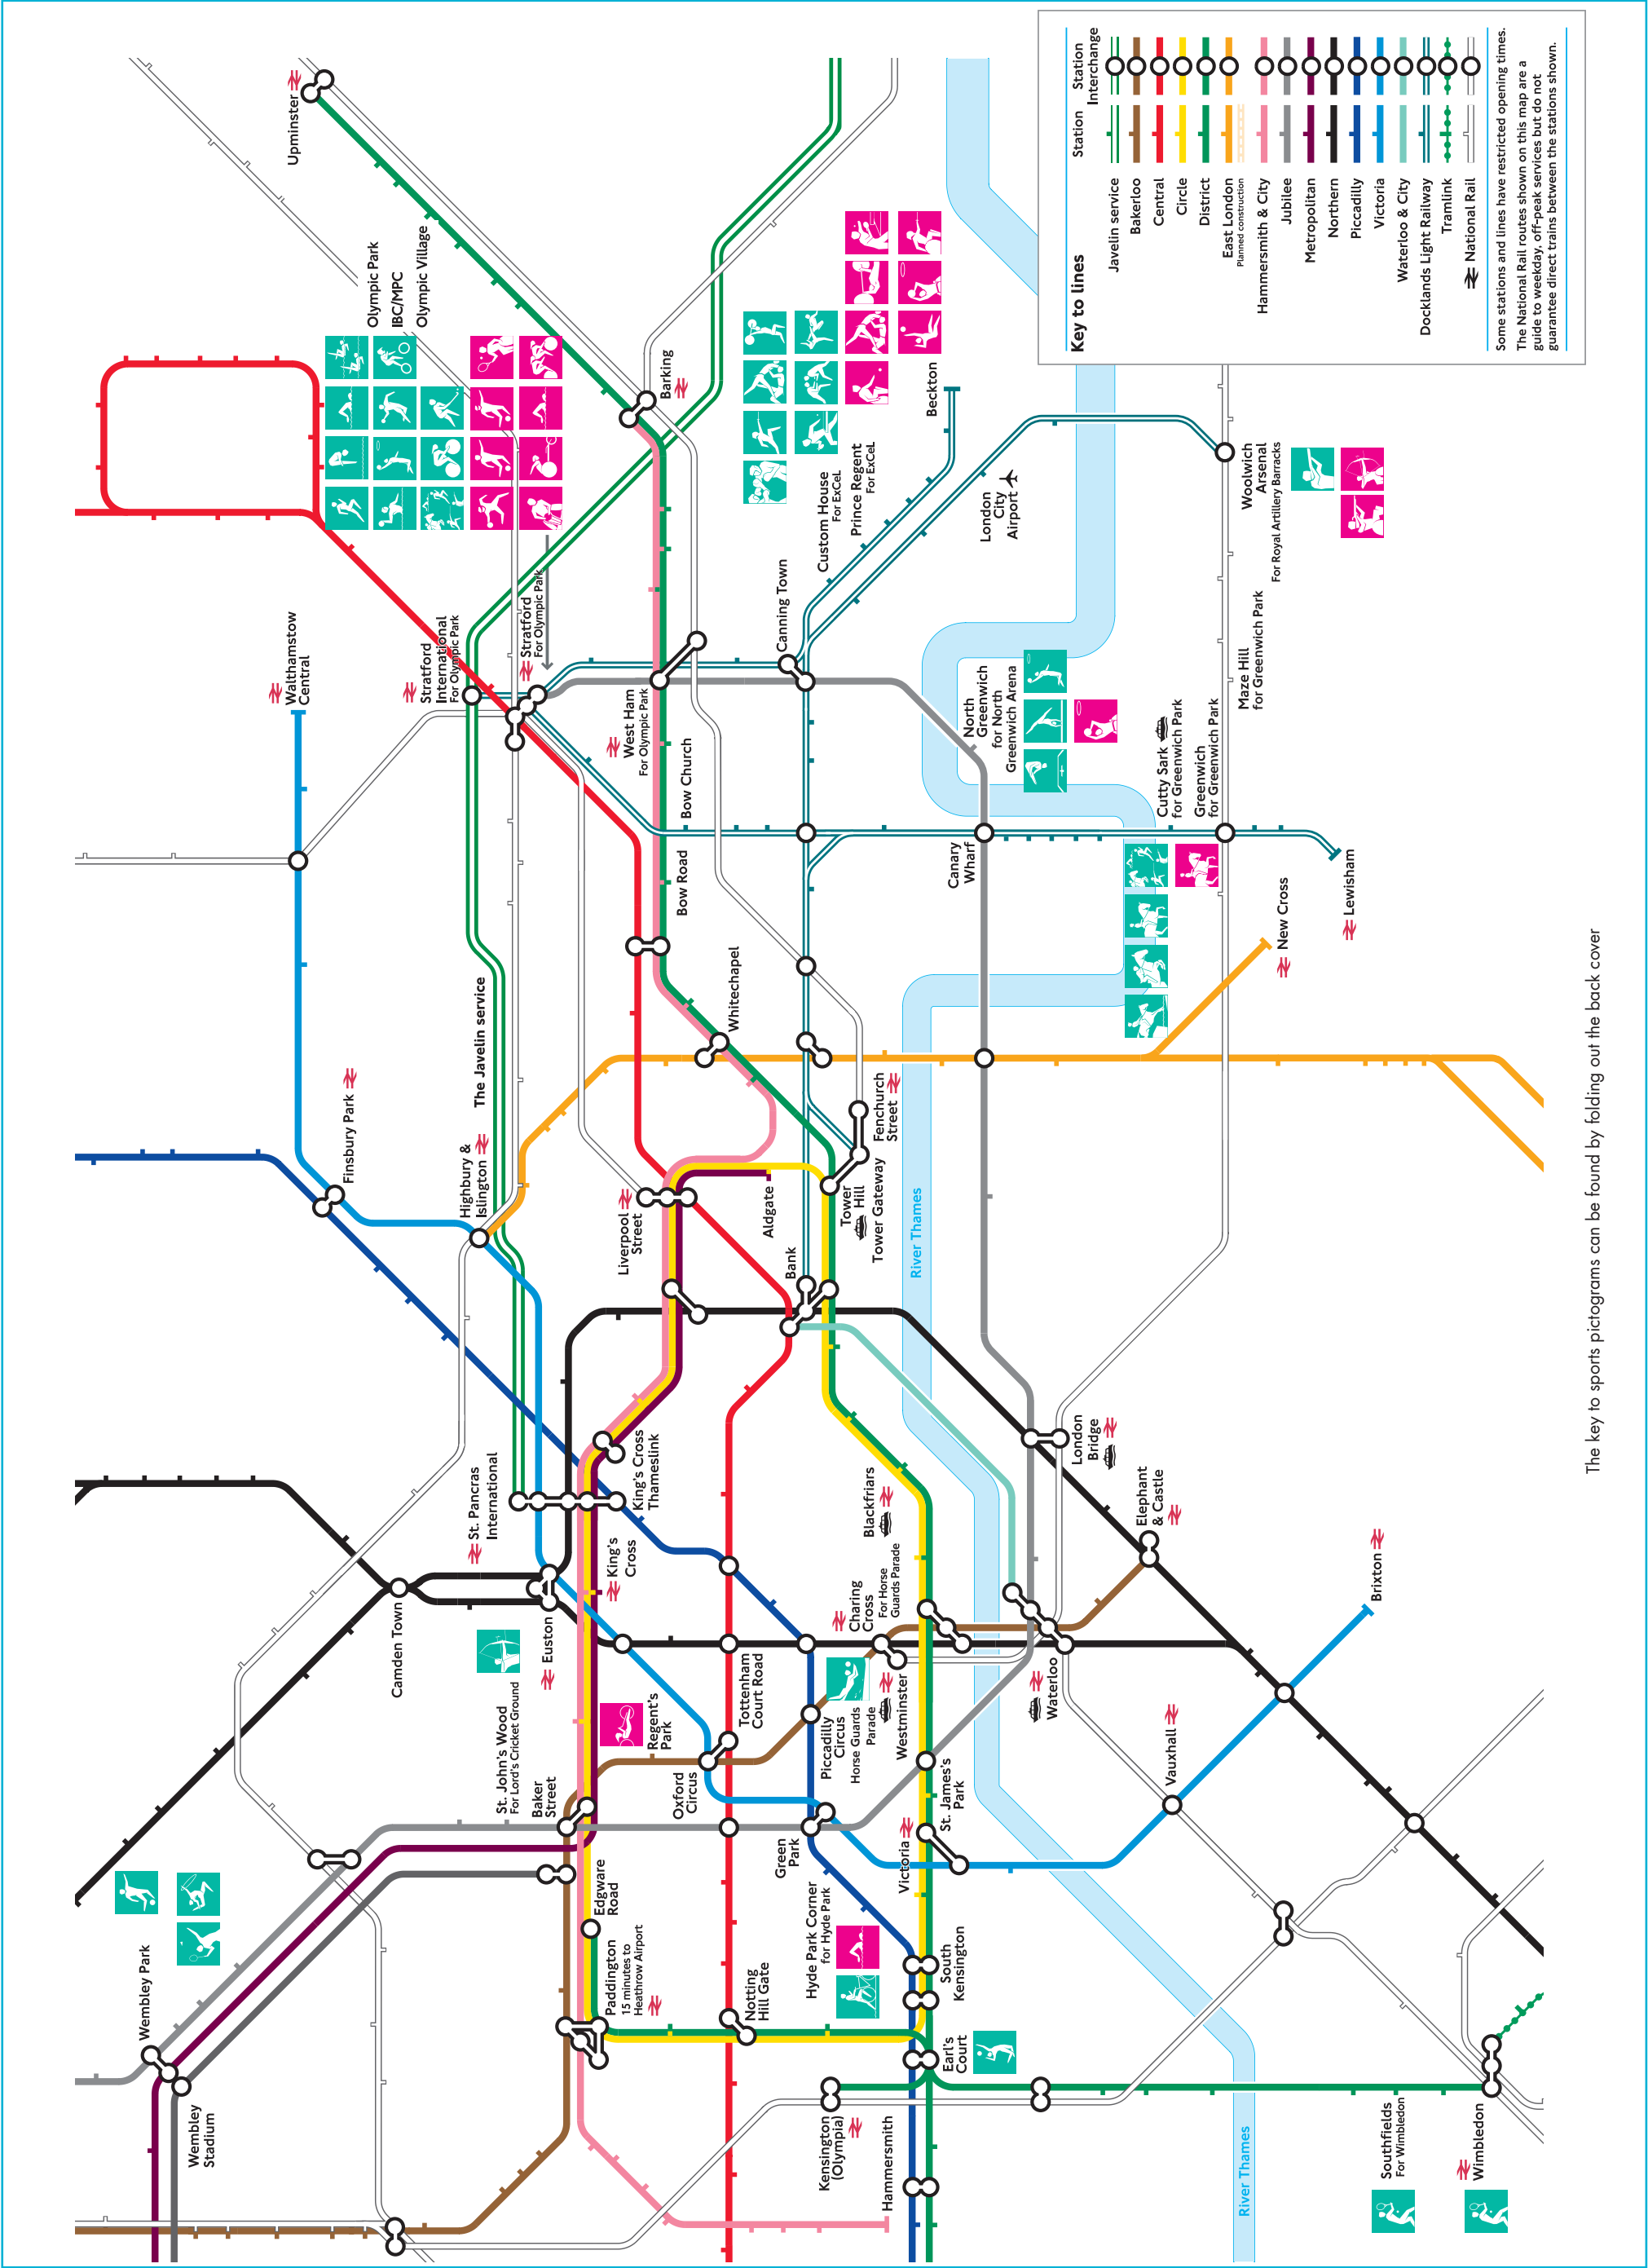 Wembley Park
Wembley
Stadium
Camden Town
Finsbury Park
Walthamstow
Central
Upminster
Olympic Park
IBC/MPC
Olympic Village
St. John's Wood
For Lord's Cricket Ground
Baker
Street
Euston
St. Pancras
International
Highbury &
Islington
The Javelin service
Stratford
International
For Olympic Park
Stratford
For Olympic Park
Paddington
15 minutes to
Heathrow Airport
Edgware
Road
Regent's
Park
King's
Cross
King's Cross
Thameslink
Liverpool
Street
Whitechapel
Bow Road
Bow Church
West Ham
For Olympic Park
Barking
Notting
Hill Gate
Oxford
Circus
Tottenham
Court Road
Aldgate
Bank
Canning Town
Kensington
(Olympia)
Hyde Park Corner
for Hyde Park
Green
Park
Piccadilly
Circus
Horse Guards
Parade
Charing
Cross
For Horse
Guards Parade
Blackfriars
Tower
Hill
Tower Gateway
Fenchurch
Street
Custom House
For ExCeL
Prince Regent
For ExCeL
Beckton
Hammersmith
Earl's
Court
South
Kensington
Victoria
St. James's
Park
Westminster
River Thames
Canary
Wharf
North
Greenwich
for North
Greenwich Arena
London
City
Airport
Waterloo
London
Bridge
Elephant
& Castle
Vauxhall
Brixton
Cutty Sark
for Greenwich Park
Greenwich
for Greenwich Park
Maze Hill
for Greenwich Park
Woolwich
Arsenal
For Royal Artillery Barracks
New Cross
Lewisham
River Thames
Southfields
For Wimbledon
Wimbledon
Key to lines
Station
Station
Interchange
Javelin service
Bakerloo
Central
Circle
District
East London
Planned construction
Hammersmith & City
Jubilee
Metropolitan
Northern
Piccadilly
Victoria
Waterloo & City
Docklands Light Railway
Tramlink
National Rail
Some stations and lines have restricted opening times.
The National Rail routes shown on this map are a
guide to weekday, off-peak services but do not
guarantee direct trains between the stations shown.
The key to sports pictograms can be found by folding out the back cover